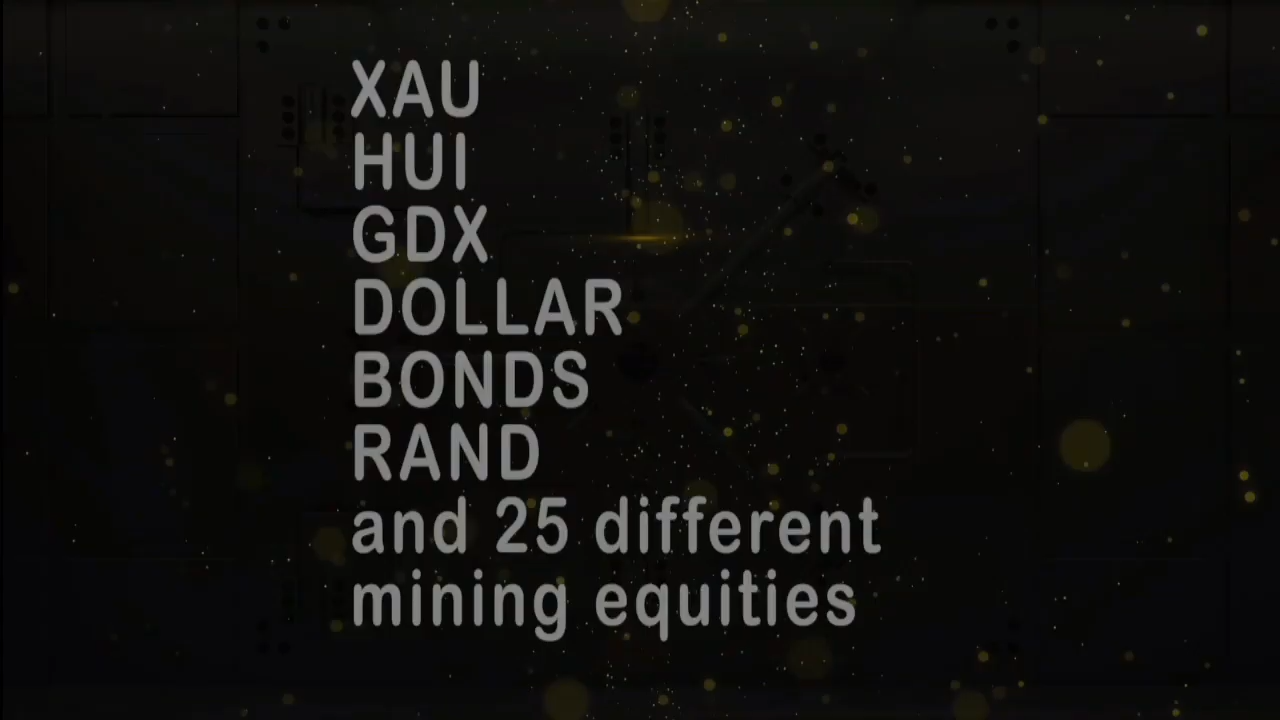 XAU
HUI
GDX
DOLLAR
BONDS
RAND
and 25 different
mining equities